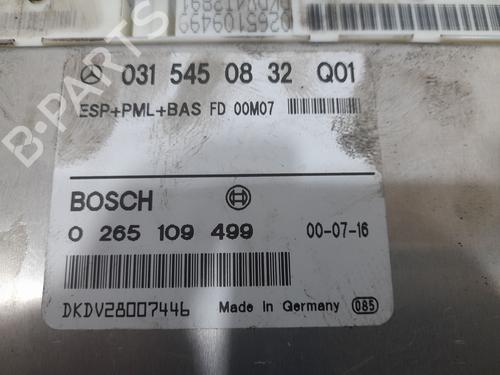 0265109499
031 545 08 32 Q01
ESP+PML+BAS FD 00M07
BOSCH
0 265 109 499 00-07-16
DKDV28007446 Made In Germany 085
B-PARTS